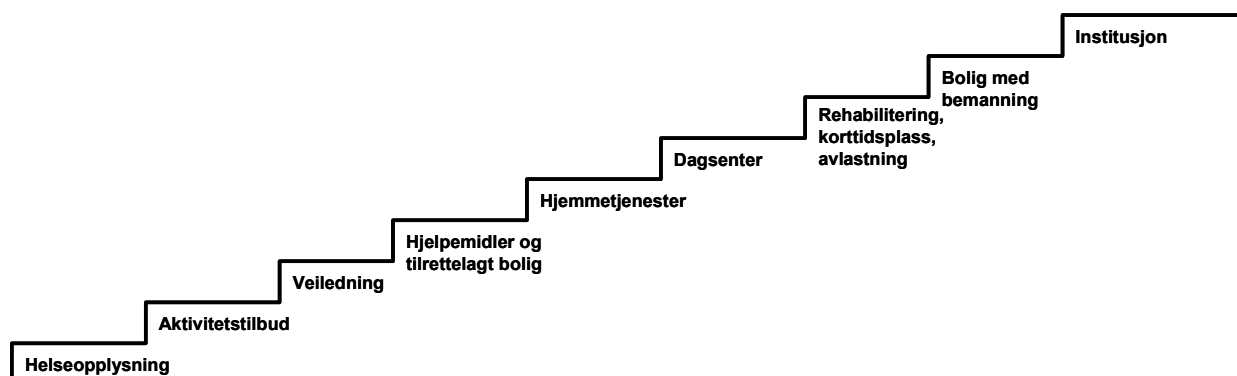 Institusjon
Bolig med
bemanning
Rehabilitering,
korttidsplass,
avlastning
Dagsenter
Hjemmetjenester
Hjelpemidler og
tilrettelagt bolig
Veiledning
Aktivitetstilbud
Helseopplysning